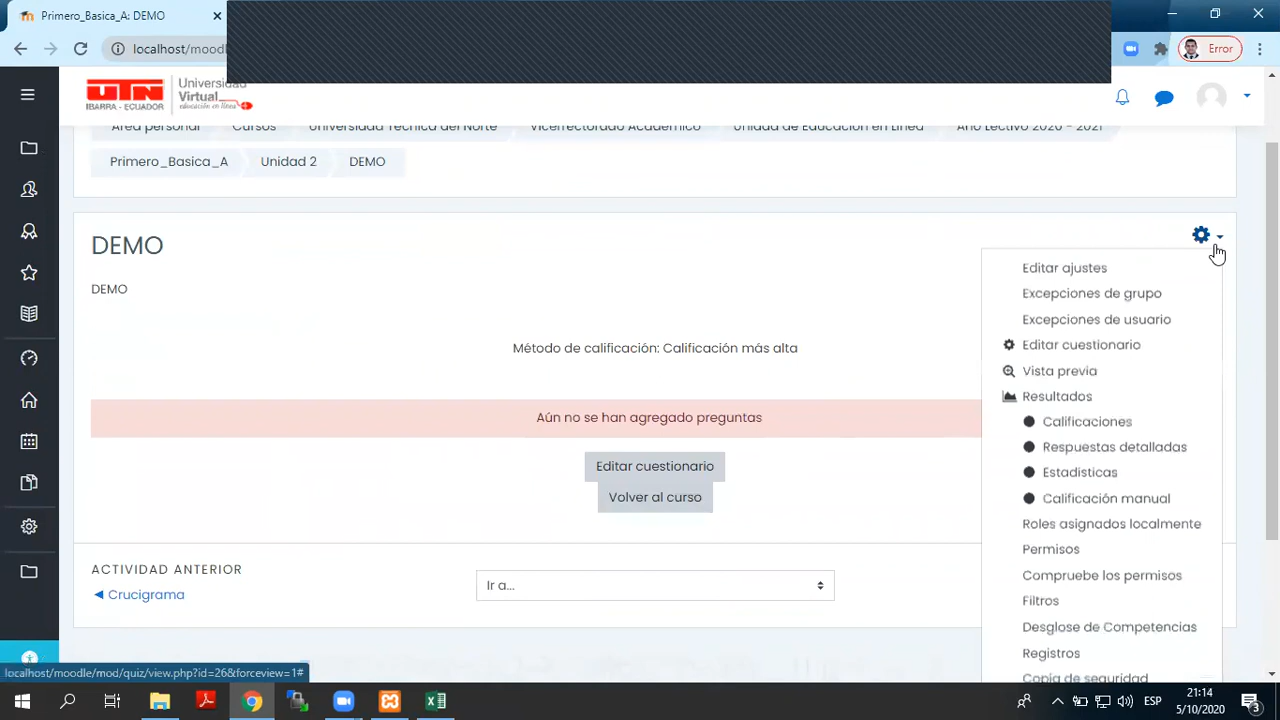 Primero_Basica_A: DEMO
localhost/moodl
Error
UTN
IBARRA - ECUADOR
Universidad
Virtual
educación en línea
Área personal Cursos Universidad Técnica del Norte Vicerrectorado Académico Unidad de Educación en Línea Año Lectivo 2020 - 2021
Primero_Basica_A Unidad 2 DEMO
DEMO
DEMO
Método de calificación: Calificación más alta
Aún no se han agregado preguntas
Editar cuestionario
Volver al curso
Editar ajustes
Excepciones de grupo
Excepciones de usuario
Editar cuestionario
Vista previa
Resultados
Calificaciones
Respuestas detalladas
Estadísticas
Calificación manual
Roles asignados localmente
Permisos
Compruebe los permisos
Filtros
Desglose de Competencias
Registros
Copia de seguridad
ACTIVIDAD ANTERIOR
◄ Crucigrama
Ir a...
localhost/moodle/mod/quiz/view.php?id=26&forceview=1#
ESP
21:14
5/10/2020
3